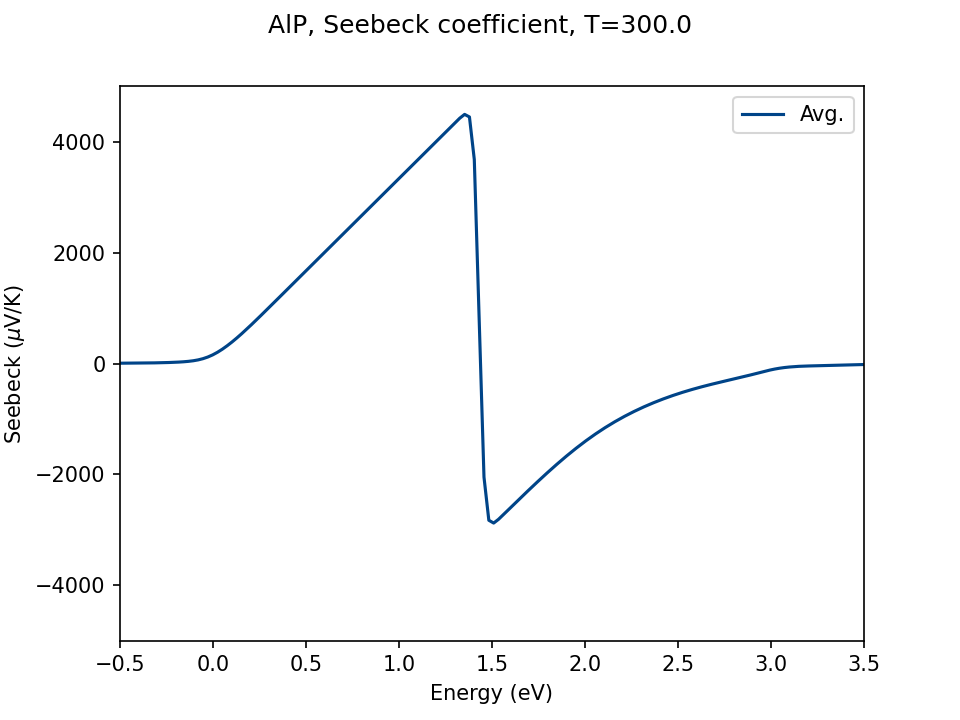 AlP, Seebeck coefficient, T=300.0
Avg.
4000
2000
0
−2000
−4000
Seebeck (μV/K)
−0.5 0.0 0.5 1.0 1.5 2.0 2.5 3.0 3.5
Energy (eV)